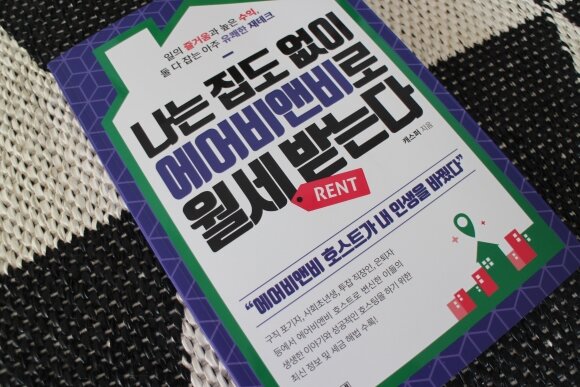 일의 즐거움과 높은 수익,
둘 다 잡는 아주 유쾌한 재테크
나는 집도 없이
에어비앤비로
월세 받는다
캐스퍼 지음
RENT
“에어비앤비 호스트가 내 인생을 바꿨다”
구직 포기자, 사회초년생, 투잡 직장인, 은퇴자
등에서 에어비앤비 호스트로 변신한 이들의
생생한 이야기와 성공적인 호스팅을 하기 위한
최신 정보 및 세금 해법 수록!